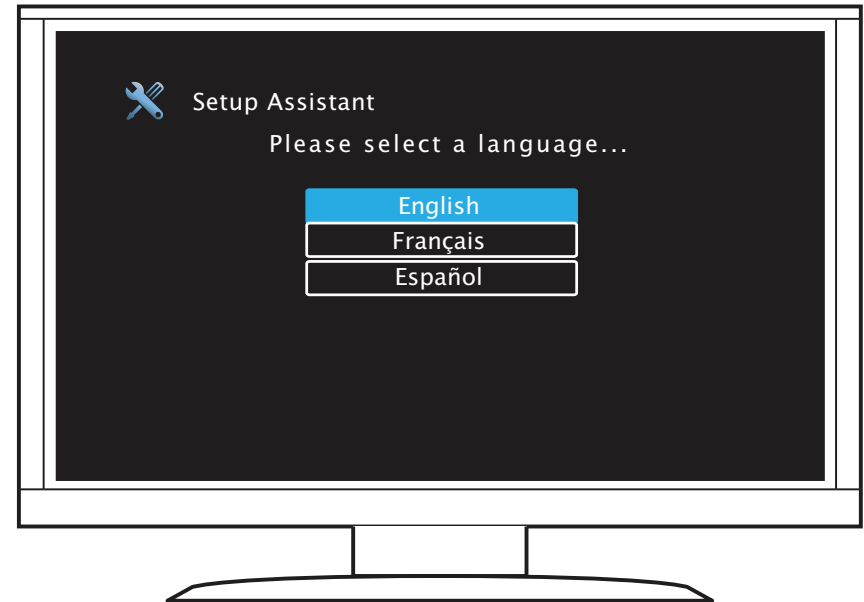 Setup Assistant
Please select a language...
English
Français
Español